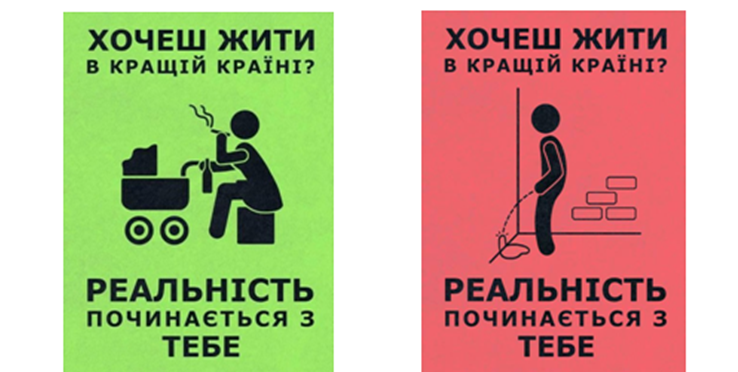 ХОЧЕШ ЖИТИ
В КРАЩІЙ КРАЇНІ?
РЕАЛЬНІСТЬ
ПОЧИНАЄТЬСЯ З
ТЕБЕ
ХОЧЕШ ЖИТИ
В КРАЩІЙ КРАЇНІ?
РЕАЛЬНІСТЬ
ПОЧИНАЄТЬСЯ З
ТЕБЕ